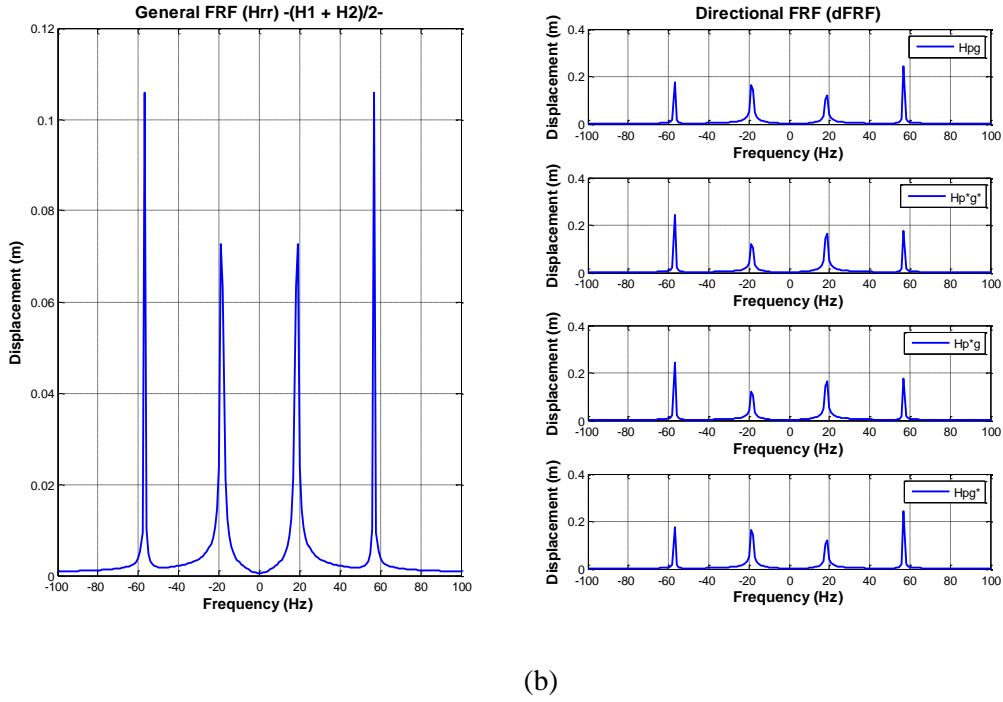 General FRF (Hrr) -(H1 + H2)/2-
0.12
0.1
0.08
0.06
0.04
0.02
0
Displacement (m)
-100 -80 -60 -40 -20 0 20 40 60 80 100
Frequency (Hz)
Directional FRF (dFRF)
Hpg
0.4
0.2
0
Displacement (m)
-100 -80 -60 -40 -20 0 20 40 60 80 100
Frequency (Hz)
Hp*g*
0.4
0.2
0
Displacement (m)
-100 -80 -60 -40 -20 0 20 40 60 80 100
Frequency (Hz)
Hp*g
0.4
0.2
0
Displacement (m)
-100 -80 -60 -40 -20 0 20 40 60 80 100
Frequency (Hz)
Hpg*
0.4
0.2
0
Displacement (m)
-100 -80 -60 -40 -20 0 20 40 60 80 100
Frequency (Hz)
(b)